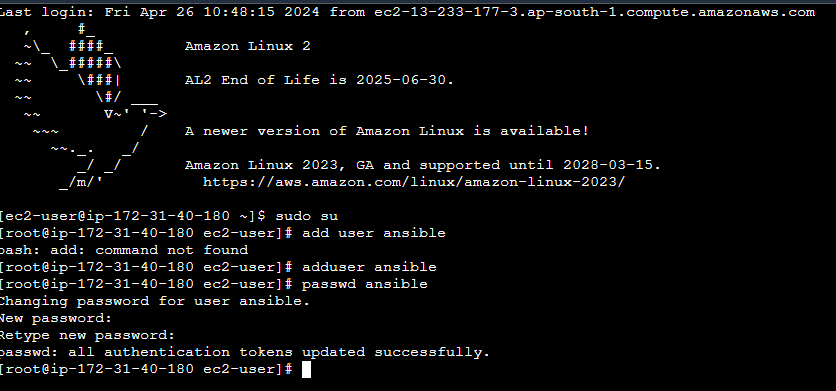 Last login: Fri Apr 26 10:48:15 2024 from ec2-13-233-177-3.ap-south-1.compute.amazonaws.com
   ,     #_
   ~\_  ####_        Amazon Linux 2
  ~~  \_#####\
  ~~     \###|       AL2 End of Life is 2025-06-30.
  ~~       \#/ ___
   ~~       V~' '->
    ~~~         /    A newer version of Amazon Linux is available!
      ~~._.   _/
         _/ _/       Amazon Linux 2023, GA and supported until 2028-03-15.
       _/m/'           https://aws.amazon.com/linux/amazon-linux-2023/
[ec2-user@ip-172-31-40-180 ~]$ sudo su
[root@ip-172-31-40-180 ec2-user]# add user ansible
bash: add: command not found
[root@ip-172-31-40-180 ec2-user]# adduser ansible
[root@ip-172-31-40-180 ec2-user]# passwd ansible
Changing password for user ansible.
New password:
Retype new password:
passwd: all authentication tokens updated successfully.
[root@ip-172-31-40-180 ec2-user]#